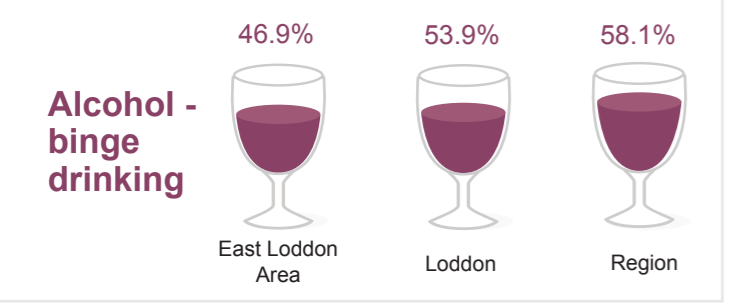 46.9%
53.9%
58.1%
Alcohol -
binge
drinking
East Loddon
Area
Loddon
Region